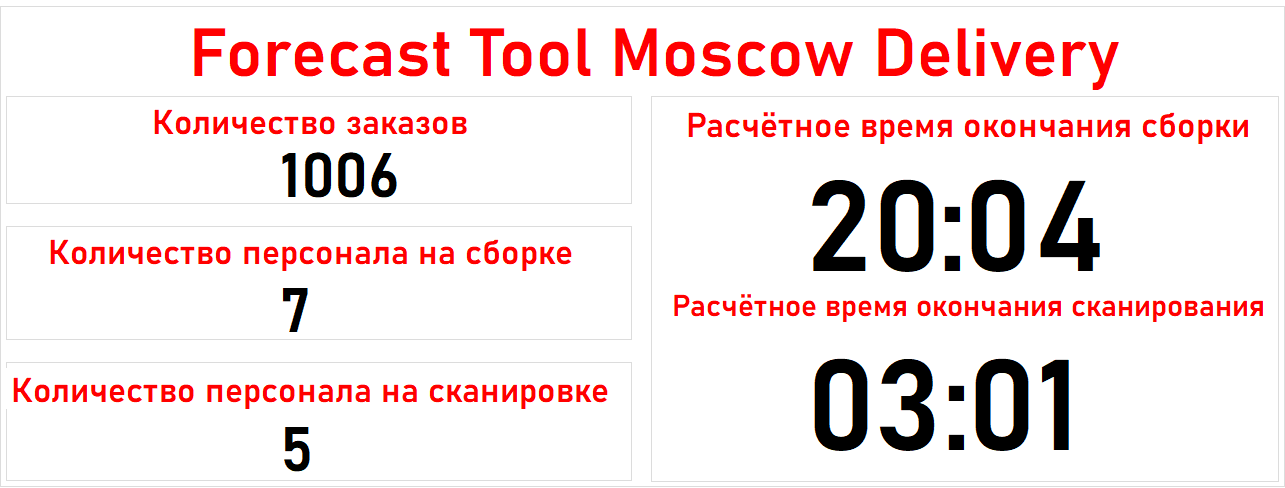 Forecast Tool Moscow Delivery
Количество заказов
1006
Количество персонала на сборке
7
Количество персонала на сканировке
5
Расчётное время окончания сборки
20:04
Расчётное время окончания сканирования
03:01